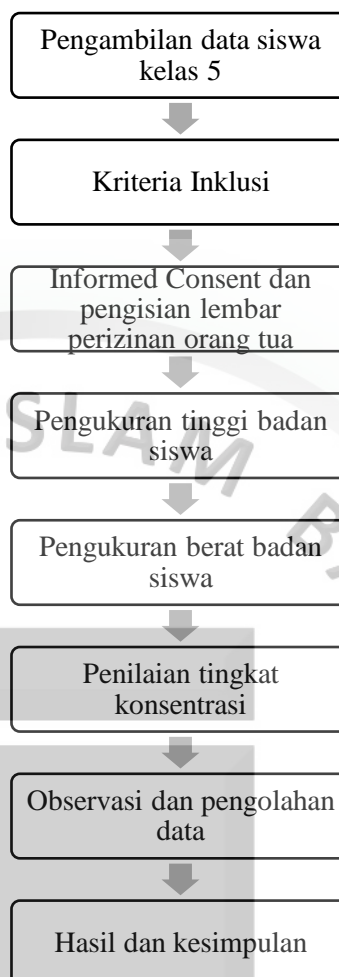 Pengambilan data siswa
kelas 5
Kriteria Inklusi
Informed Consent dan
pengisian lembar
perizinan orang tua
Pengukuran tinggi badan
siswa
SLAM
Pengukuran berat badan
siswa
Penilaian tingkat
konsentrasi
Observasi dan pengolahan
data
Hasil dan kesimpulan